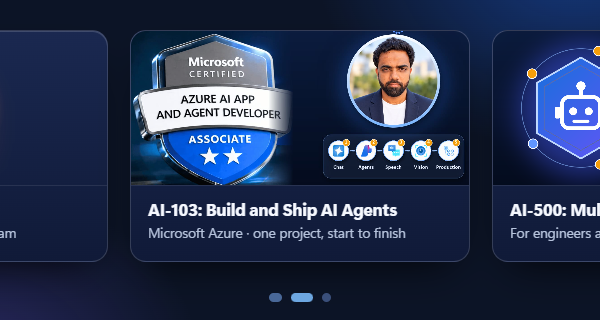 Microsoft
CERTIFIED
AZURE AI APP
AND AGENT DEVELOPER
ASSOCIATE
Chat
Agents
Speech
Vision
Production
am
AI-103: Build and Ship AI Agents
Microsoft Azure · one project, start to finish
AI-500: Mul
For engineers a